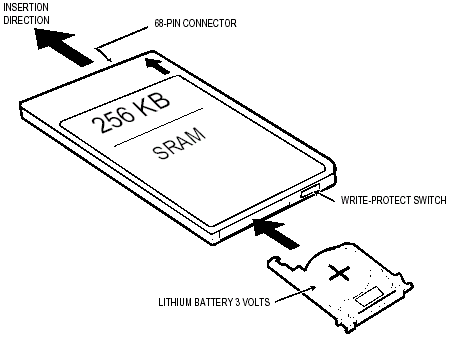 INSERTION
DIRECTION
68-PIN CONNECTOR
256 KB
SRAM
WRITE-PROTECT SWITCH
+
LITHIUM BATTERY 3 VOLTS